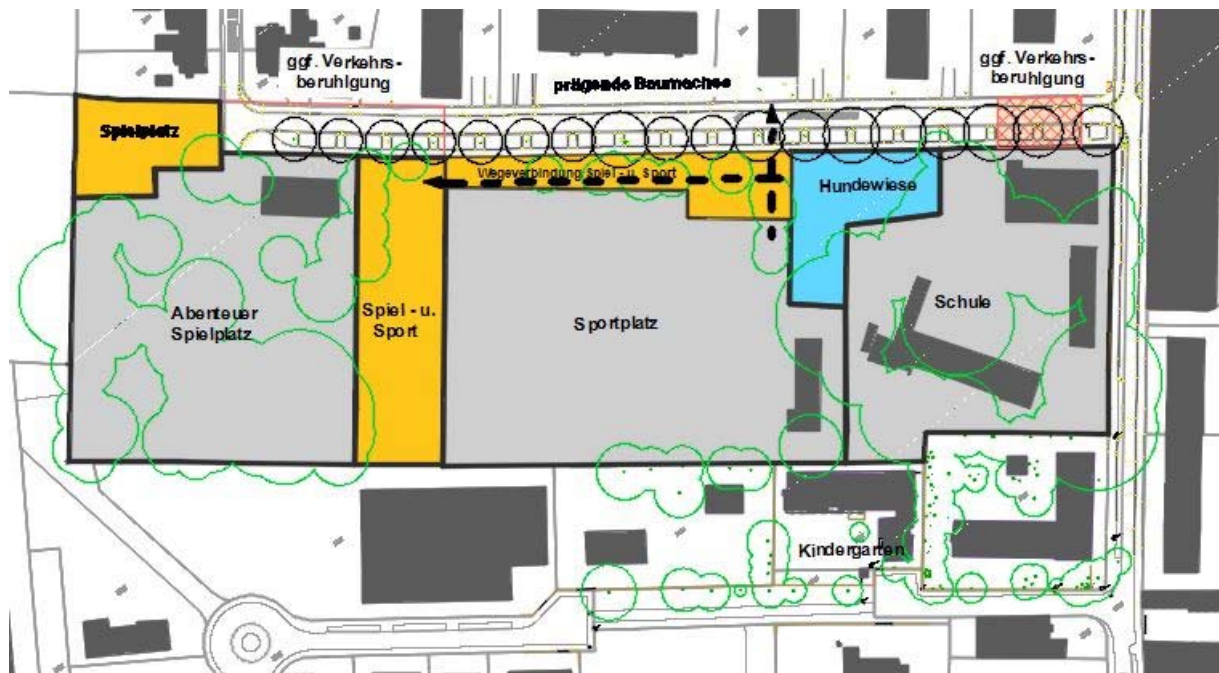 ggf. Verkehrs-
beruhigung
prägende Baumachse
ggf. Verkehrs-
beruhigung
Spielplatz
Wegeverbindung Spiel - u. Sport
Hundewiese
Abenteuer
Spielplatz
Spiel - u.
Sport
Sportplatz
Schule
Kindergarten